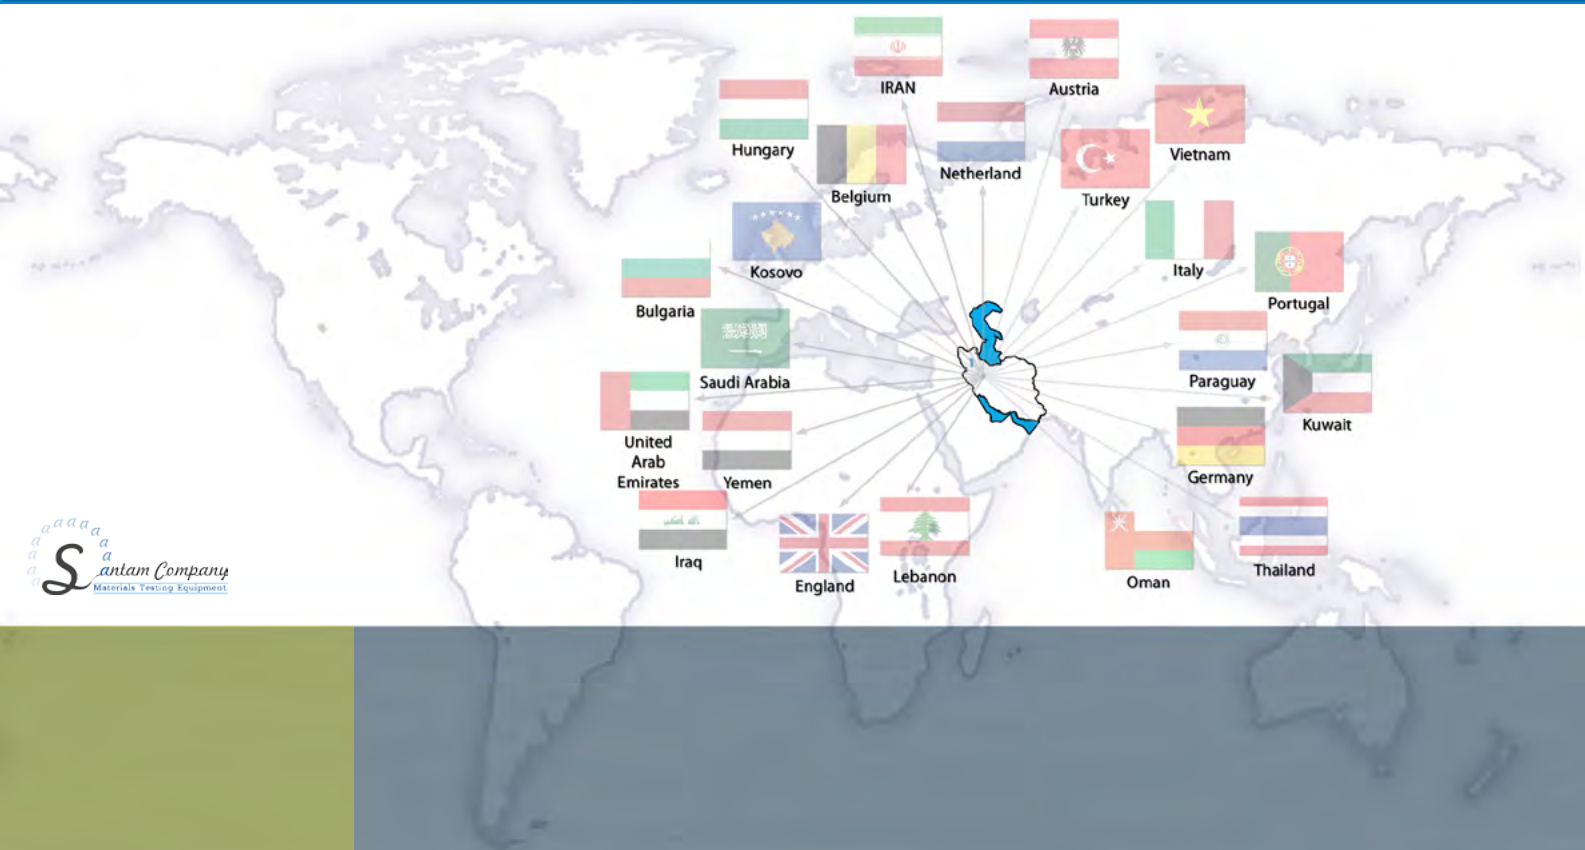 IRAN
Austria
Hungary
Netherland
Vietnam
Belgium
Turkey
Kosovo
Italy
Bulgaria
Portugal
Saudi Arabia
Paraguay
United
Arab
Emirates
Yemen
Kuwait
Germany
Iraq
England
Lebanon
Oman
Thailand
a a a a a a a a a a
Santam Company
Materials Testing Equipment